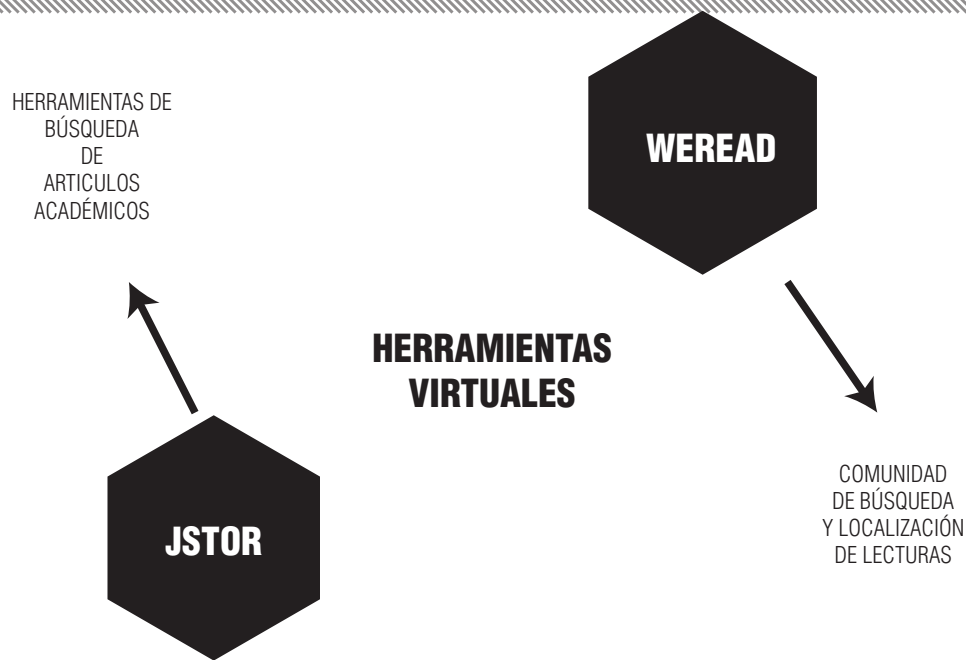 HERRAMIENTAS DE
BÚSQUEDA
DE
ARTICULOS
ACADÉMICOS
WEREAD
HERRAMIENTAS
VIRTUALES
JSTOR
COMUNIDAD
DE BÚSQUEDA
Y LOCALIZACIÓN
DE LECTURAS